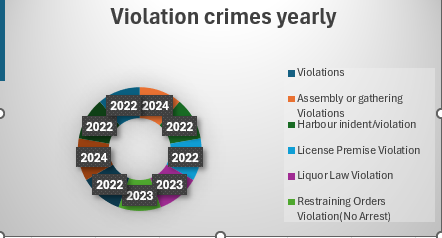 Violation crimes yearly
2022 2024
2022 2022
2024 2022
2022 2023
2023
Violations
Assembly or gathering
Violations
Harbour inident/violation
License Premise Violation
Liquor Law Violation
Restraining Orders
Violation(No Arrest)